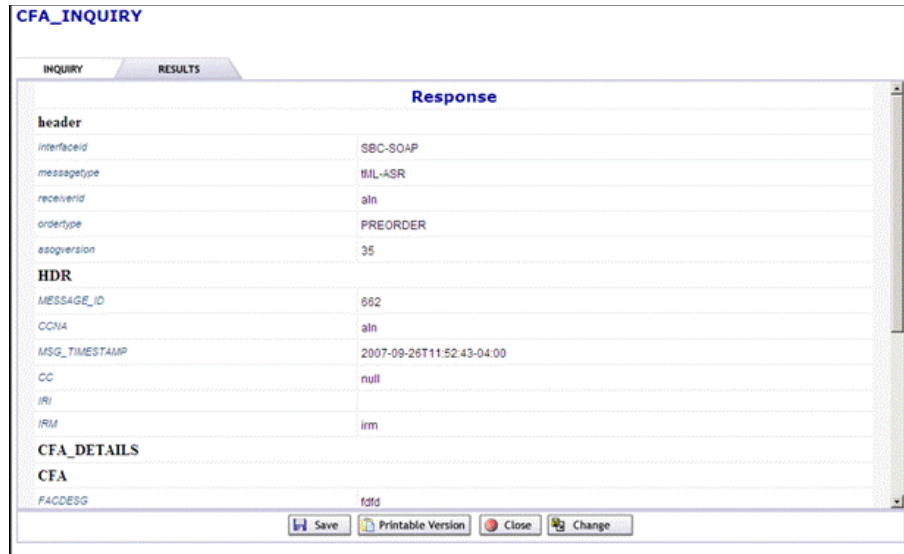 CFA_INQUIRY
INQUIRY RESULTS
Response
header
interfaceid SBC-SOAP
messagetype tML-ASR
receiverid aln
ordertype PREORDER
asogversion 35
HDR
MESSAGE_ID 662
CCNA aln
MSG_TIMESTAMP 2007-09-26T11:52:43-04:00
CC null
IRI
IRM irm
CFA_DETAILS
CFA
FACDESG fdfd
Save Printable Version Close Change